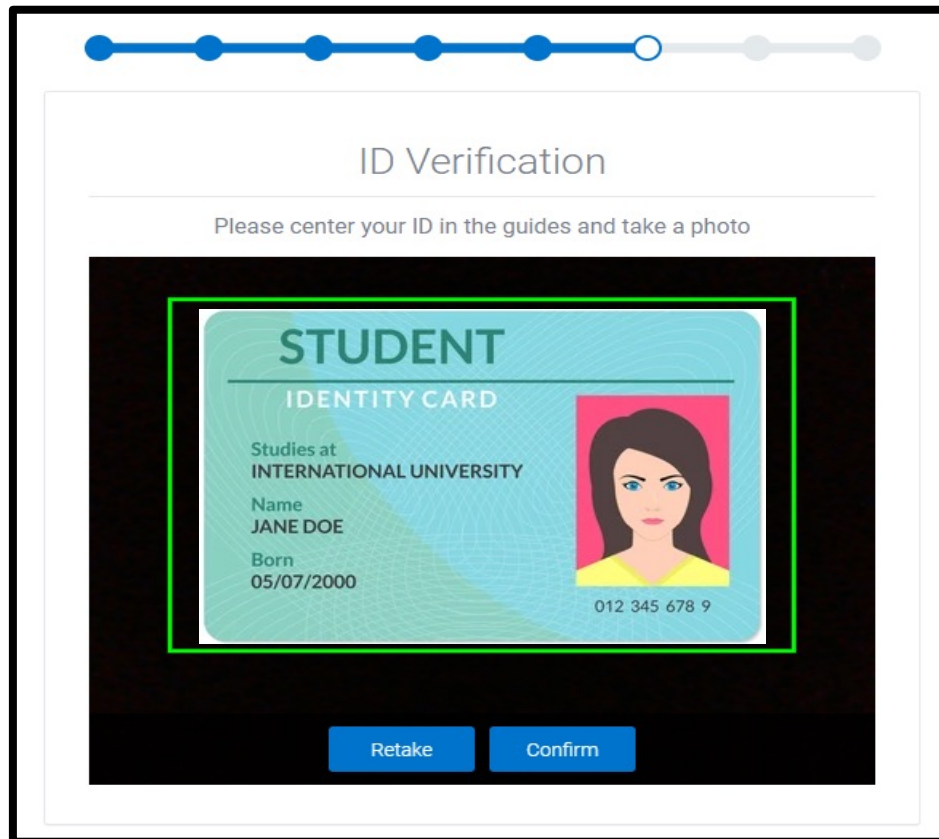 ID Verification
Please center your ID in the guides and take a photo
STUDENT
IDENTITY CARD
Studies at
INTERNATIONAL UNIVERSITY
Name
JANE DOE
Born
05/07/2000
012 345 678 9
Retake
Confirm